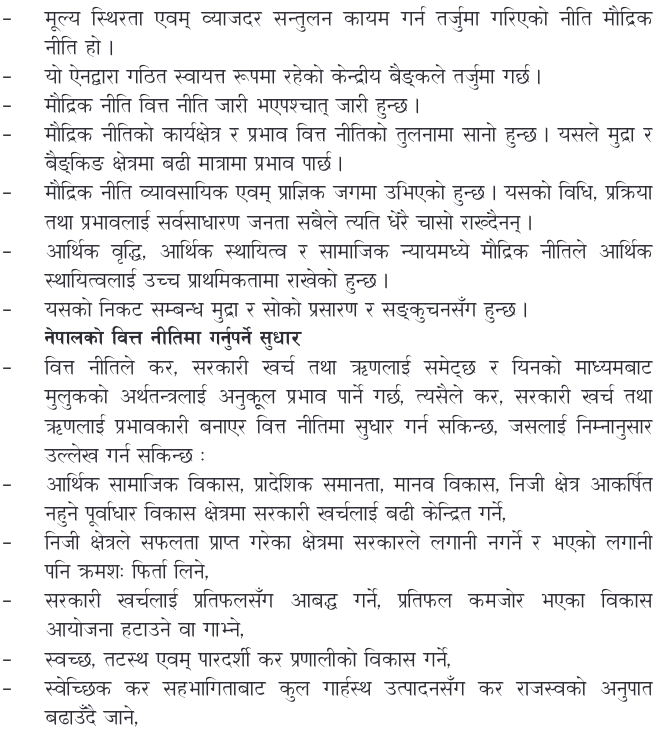 - मूल्य स्थिरता एवम् व्याजदर सन्तुलन कायम गर्न तर्जुमा गरिएको नीति मौद्रिक
नीति हो ।
- यो ऐनद्वारा गठित स्वायत्त रूपमा रहेको केन्द्रीय बैङ्कले तर्जुमा गर्छ ।
- मौद्रिक नीति वित्त नीति जारी भएपश्चात् जारी हुन्छ ।
- मौद्रिक नीतिको कार्यक्षेत्र र प्रभाव वित्त नीतिको तुलनामा सानो हुन्छ । यसले मुद्रा र
बैङ्किङ क्षेत्रमा बढी मात्रामा प्रभाव पार्छ ।
- मौद्रिक नीति व्यावसायिक एवम् प्राज्ञिक जगमा उभिएको हुन्छ । यसको विधि, प्रक्रिया
तथा प्रभावलाई सर्वसाधारण जनता सबैले त्यति धेरै चासो राख्दैनन् ।
- आर्थिक वृद्धि, आर्थिक स्थायित्व र सामाजिक न्यायमध्ये मौद्रिक नीतिले आर्थिक
स्थायित्वलाई उच्च प्राथमिकतामा राखेको हुन्छ ।
- यसको निकट सम्बन्ध मुद्रा र सोको प्रसारण र सङ्कुचनसँग हुन्छ ।
नेपालको वित्त नीतिमा गर्नुपर्ने सुधार
- वित्त नीतिले कर, सरकारी खर्च तथा ऋणलाई समेट्छ र यिनको माध्यमबाट
मुलुकको अर्थतन्त्रलाई अनुकूल प्रभाव पार्ने गर्छ, त्यसैले कर, सरकारी खर्च तथा
ऋणलाई प्रभावकारी बनाएर वित्त नीतिमा सुधार गर्न सकिन्छ, जसलाई निम्नानुसार
उल्लेख गर्न सकिन्छ :
- आर्थिक सामाजिक विकास, प्रादेशिक समानता, मानव विकास, निजी क्षेत्र आकर्षित
नहुने पूर्वाधार विकास क्षेत्रमा सरकारी खर्चलाई बढी केन्द्रित गर्ने,
- निजी क्षेत्रले सफलता प्राप्त गरेका क्षेत्रमा सरकारले लगानी नगर्ने र भएको लगानी
पनि क्रमशः फिर्ता लिने,
- सरकारी खर्चलाई प्रतिफलसँग आबद्ध गर्ने, प्रतिफल कमजोर भएका विकास
आयोजना हटाउने वा गाभ्ने,
- स्वच्छ, तटस्थ एवम् पारदर्शी कर प्रणालीको विकास गर्ने,
- स्वेच्छिक कर सहभागिताबाट कुल गार्हस्थ उत्पादनसँग कर राजस्वको अनुपात
बढाउँदै जाने,